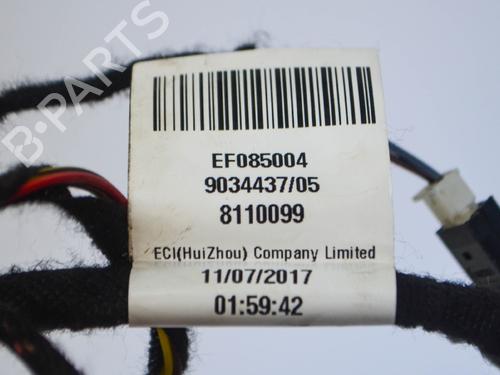 B-PARTS
EF085004
9034437/05
8110099
ECI(HuiZhou) Company Limited
11/07/2017
01:59:42